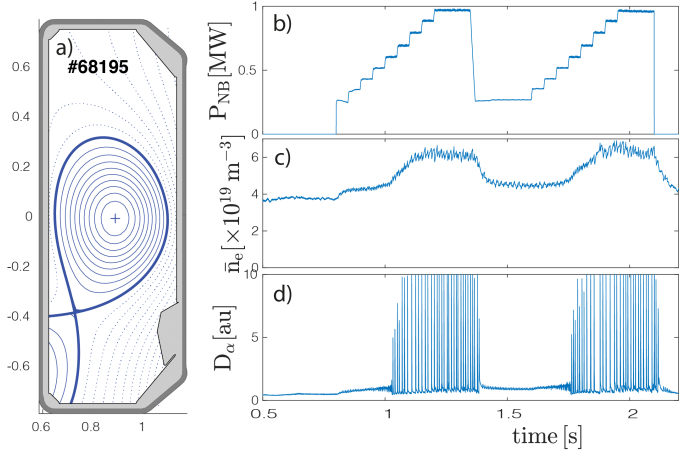 a)
#68195
0.6
0.4
0.2
0
-0.2
-0.4
-0.6
0.6 0.8 1
b)
P_NB [MW]
1
0.5
0
c)
n̄_e [×10^19 m^−3]
6
4
2
0
d)
D_α [au]
10
5
0
0.5 1 1.5 2
time [s]